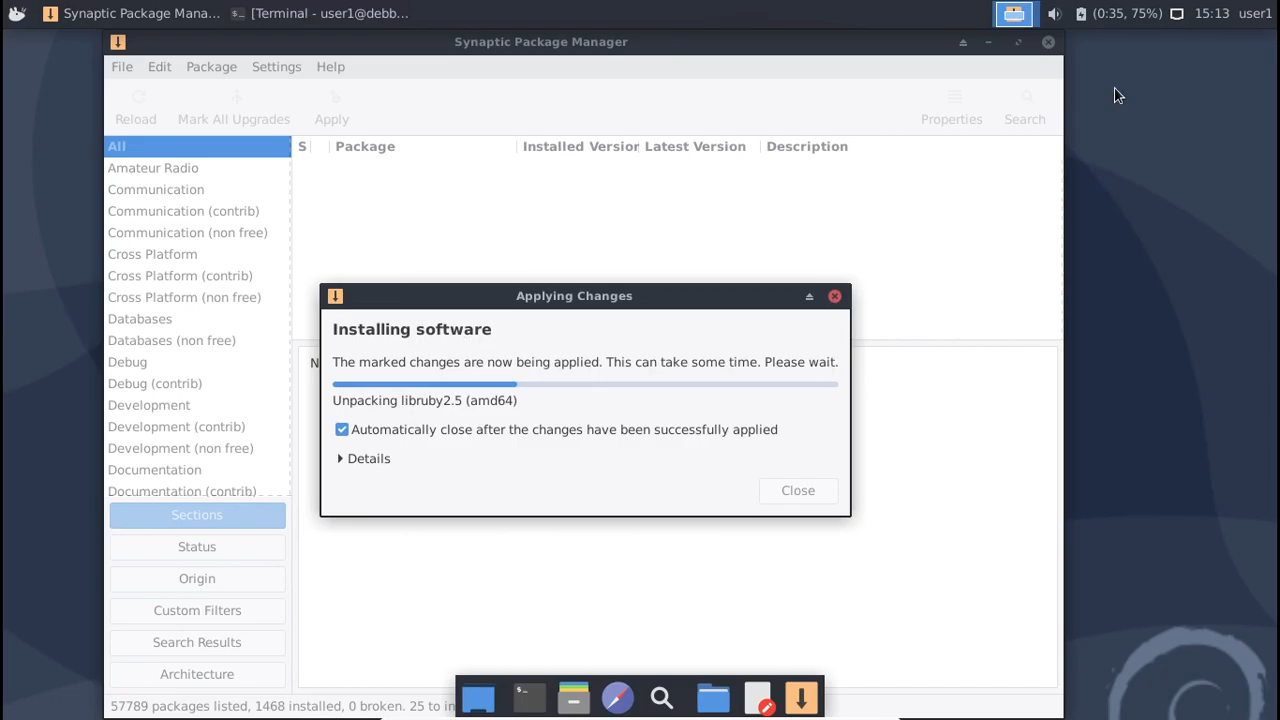 Synaptic Package Mana... [Terminal - user1@debb... (0:35, 75%) 15:13 user1
Synaptic Package Manager
File Edit Package Settings Help
Reload Mark All Upgrades Apply Properties Search
All
S Package Installed Version Latest Version Description
Amateur Radio
Communication
Communication (contrib)
Communication (non free)
Cross Platform
Cross Platform (contrib)
Cross Platform (non free)
Databases
Databases (non free)
Debug
Debug (contrib)
Development
Development (contrib)
Development (non free)
Documentation
Documentation (contrib)
Sections
Status
Origin
Custom Filters
Search Results
Architecture
N
Applying Changes
Installing software
The marked changes are now being applied. This can take some time. Please wait.
Unpacking libruby2.5 (amd64)
Automatically close after the changes have been successfully applied
Details
Close
57789 packages listed, 1468 installed, 0 broken. 25 to in